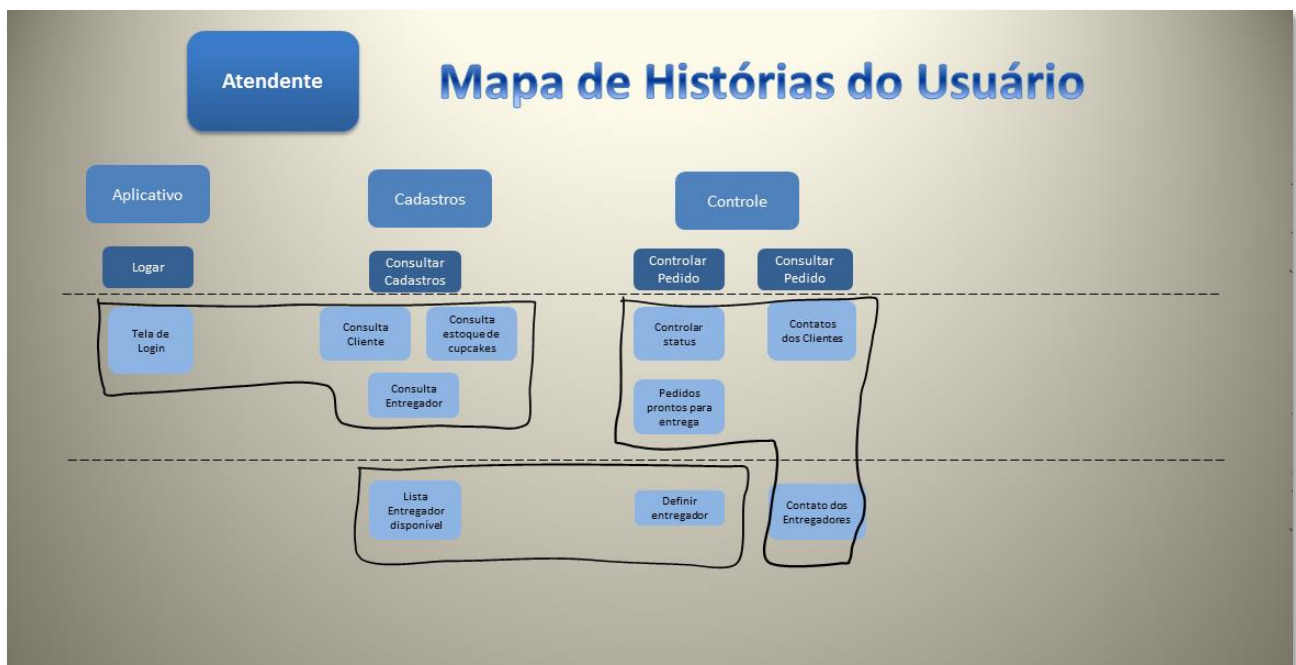 Atendente
Mapa de Histórias do Usuário
Aplicativo
Cadastros
Controle
Logar
Consultar
Cadastros
Controlar
Pedido
Consultar
Pedido
Tela de
Login
Consulta
Cliente
Consulta
estoque de
cupcakes
Controlar
status
Contatos
dos Clientes
Consulta
Entregador
Pedidos
prontos para
entrega
Lista
Entregador
disponível
Definir
entregador
Contato dos
Entregadores